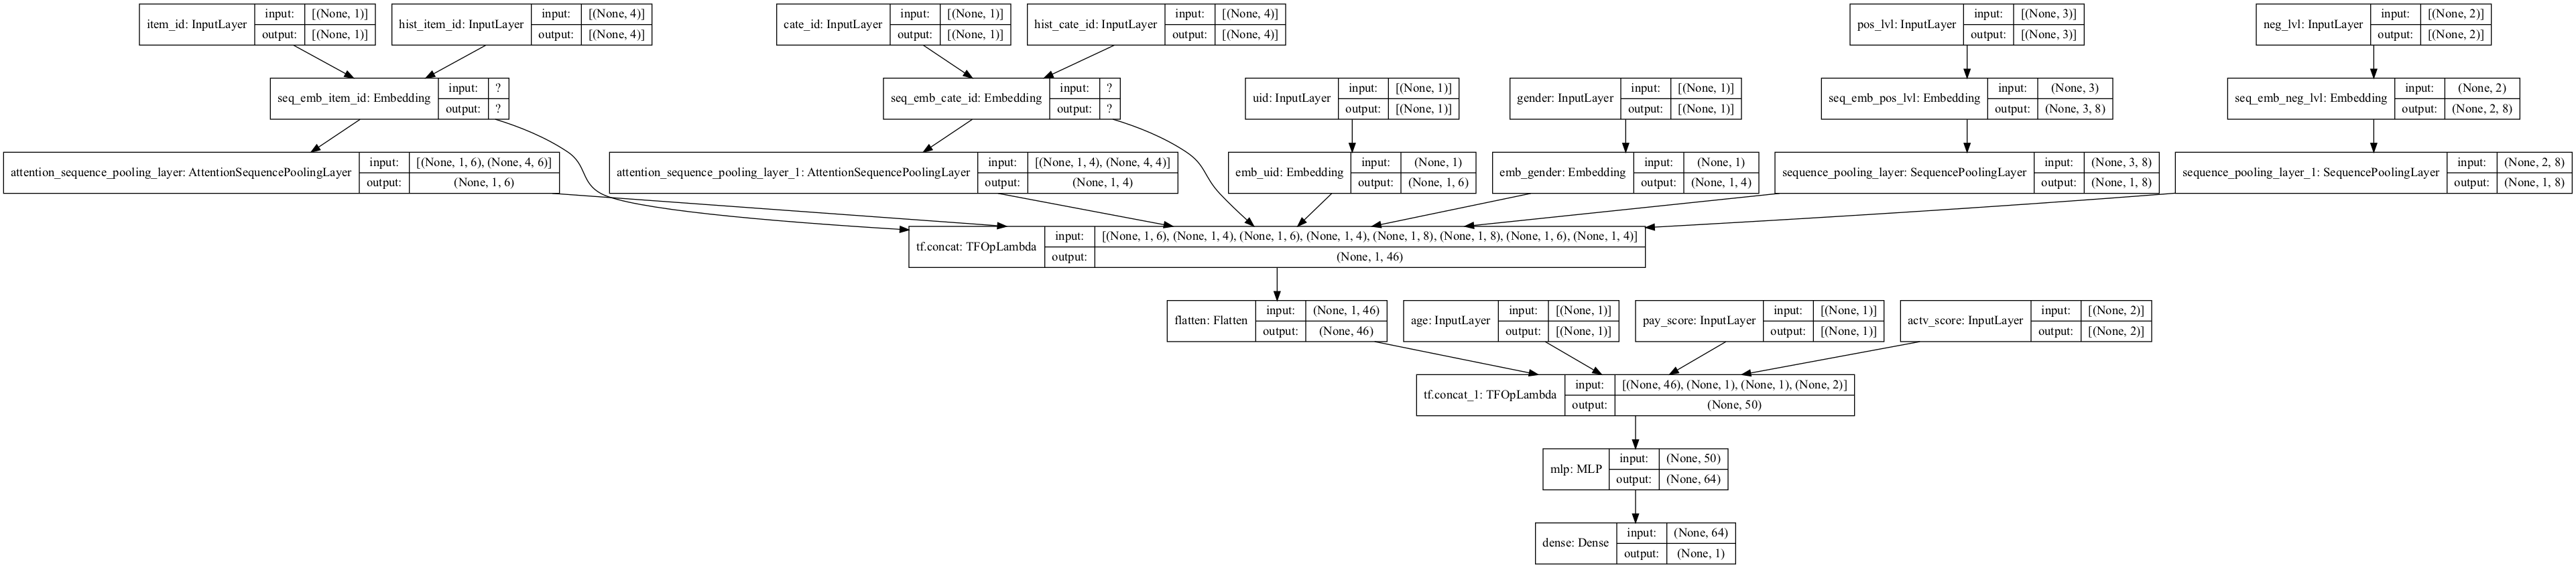 item_id: InputLayer input: [(None, 1)] output: [(None, 1)]
hist_item_id: InputLayer input: [(None, 4)] output: [(None, 4)]
cate_id: InputLayer input: [(None, 1)] output: [(None, 1)]
hist_cate_id: InputLayer input: [(None, 4)] output: [(None, 4)]
pos_lvl: InputLayer input: [(None, 3)] output: [(None, 3)]
neg_lvl: InputLayer input: [(None, 2)] output: [(None, 2)]
seq_emb_item_id: Embedding input: ? output: ?
seq_emb_cate_id: Embedding input: ? output: ?
uid: InputLayer input: [(None, 1)] output: [(None, 1)]
gender: InputLayer input: [(None, 1)] output: [(None, 1)]
seq_emb_pos_lvl: Embedding input: (None, 3) output: (None, 3, 8)
seq_emb_neg_lvl: Embedding input: (None, 2) output: (None, 2, 8)
attention_sequence_pooling_layer: AttentionSequencePoolingLayer input: [(None, 1, 6), (None, 4, 6)] output: (None, 1, 6)
attention_sequence_pooling_layer_1: AttentionSequencePoolingLayer input: [(None, 1, 4), (None, 4, 4)] output: (None, 1, 4)
emb_uid: Embedding input: (None, 1) output: (None, 1, 6)
emb_gender: Embedding input: (None, 1) output: (None, 1, 4)
sequence_pooling_layer: SequencePoolingLayer input: (None, 3, 8) output: (None, 1, 8)
sequence_pooling_layer_1: SequencePoolingLayer input: (None, 2, 8) output: (None, 1, 8)
tf.concat: TFOpLambda input: [(None, 1, 6), (None, 1, 4), (None, 1, 6), (None, 1, 4), (None, 1, 8), (None, 1, 8), (None, 1, 6), (None, 1, 4)] output: (None, 1, 46)
flatten: Flatten input: (None, 1, 46) output: (None, 46)
age: InputLayer input: [(None, 1)] output: [(None, 1)]
pay_score: InputLayer input: [(None, 1)] output: [(None, 1)]
actv_score: InputLayer input: [(None, 2)] output: [(None, 2)]
tf.concat_1: TFOpLambda input: [(None, 46), (None, 1), (None, 1), (None, 2)] output: (None, 50)
mlp: MLP input: (None, 50) output: (None, 64)
dense: Dense input: (None, 64) output: (None, 1)